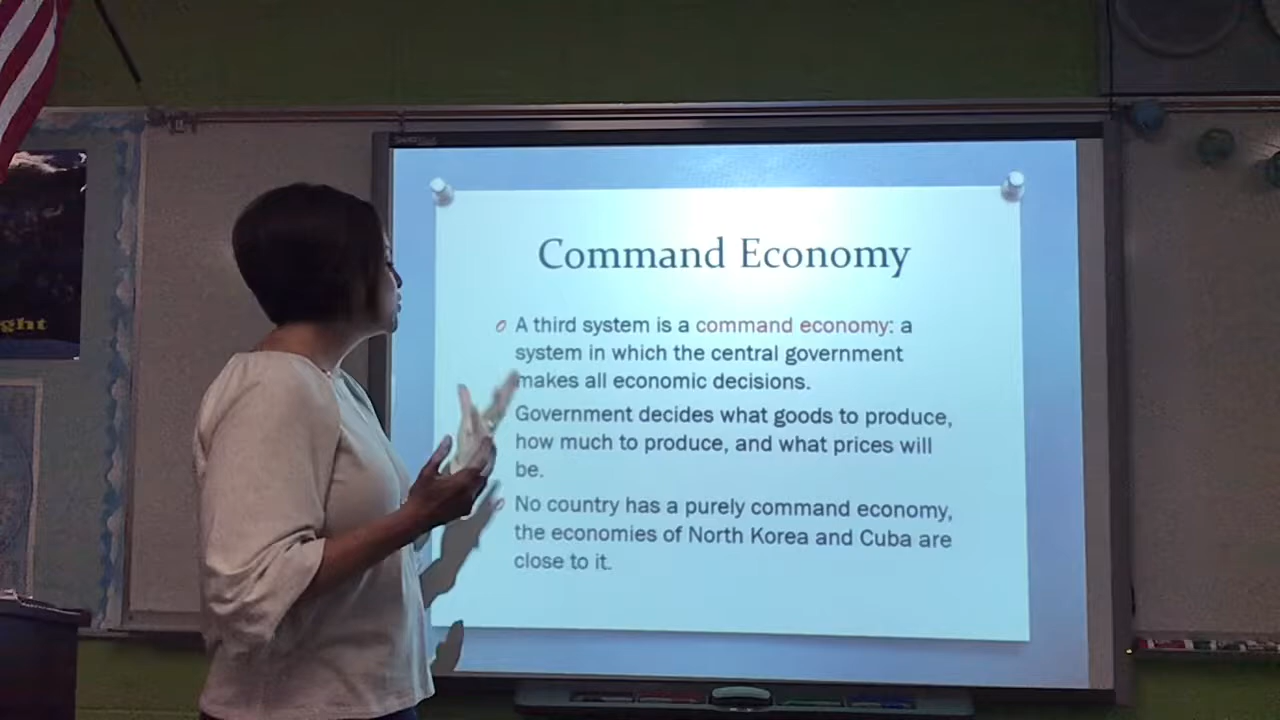 Command Economy
A third system is a command economy: a
system in which the central government
makes all economic decisions.
Government decides what goods to produce,
how much to produce, and what prices will
be.
No country has a purely command economy,
the economies of North Korea and Cuba are
close to it.
ght